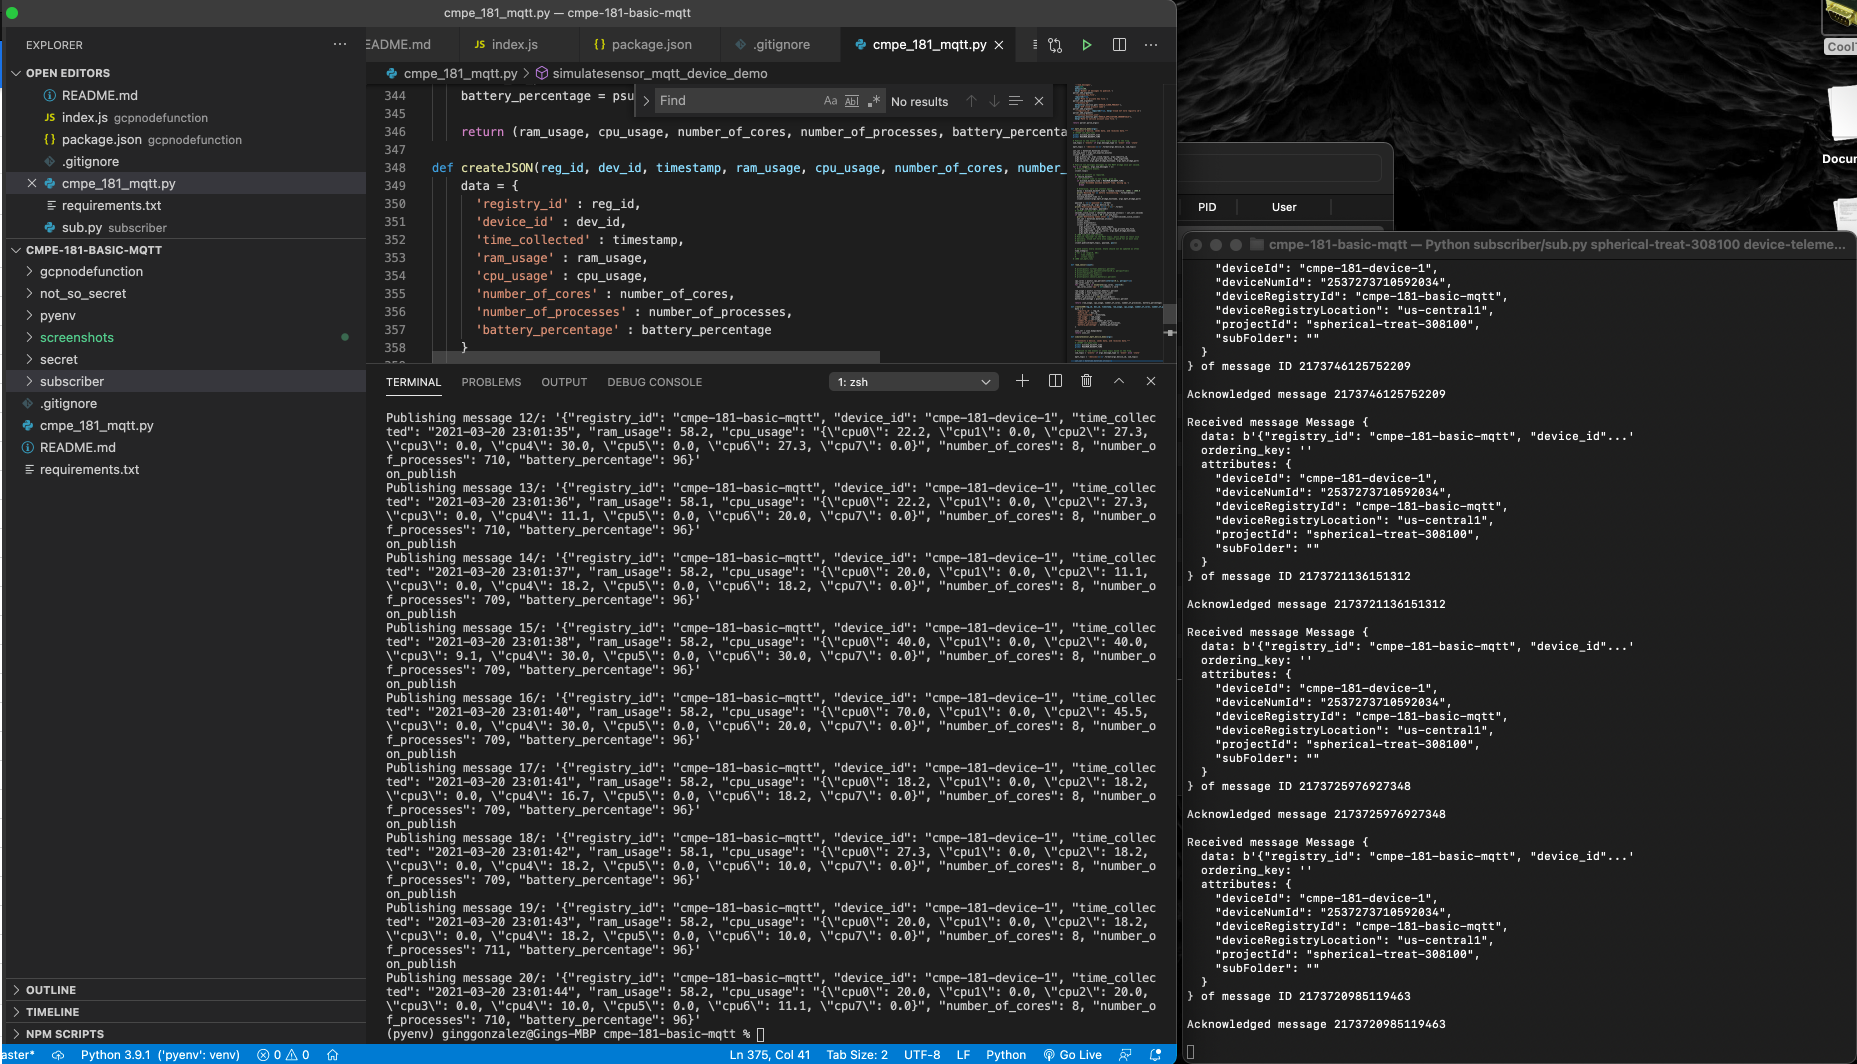 cmpe_181_mqtt.py — cmpe-181-basic-mqtt
EXPLORER
OPEN EDITORS
README.md
index.js gcpnodefunction
package.json gcpnodefunction
.gitignore
cmpe_181_mqtt.py
requirements.txt
sub.py subscriber
CMPE-181-BASIC-MQTT
gcpnodefunction
not_so_secret
pyenv
screenshots
secret
subscriber
.gitignore
cmpe_181_mqtt.py
README.md
requirements.txt
OUTLINE
TIMELINE
NPM SCRIPTS
EADME.md index.js package.json .gitignore cmpe_181_mqtt.py
cmpe_181_mqtt.py > simulatesensor_mqtt_device_demo
Find Aa Abl .* No results
344 battery_percentage = psu
345
346 return (ram_usage, cpu_usage, number_of_cores, number_of_processes, battery_percenta
347
348 def createJSON(reg_id, dev_id, timestamp, ram_usage, cpu_usage, number_of_cores, number_
349 data = {
350 'registry_id' : reg_id,
351 'device_id' : dev_id,
352 'time_collected' : timestamp,
353 'ram_usage' : ram_usage,
354 'cpu_usage' : cpu_usage,
355 'number_of_cores' : number_of_cores,
356 'number_of_processes' : number_of_processes,
357 'battery_percentage' : battery_percentage
358 }
TERMINAL PROBLEMS OUTPUT DEBUG CONSOLE 1: zsh
Publishing message 12/: '{"registry_id": "cmpe-181-basic-mqtt", "device_id": "cmpe-181-device-1", "time_collec
ted": "2021-03-20 23:01:35", "ram_usage": 58.2, "cpu_usage": "{\"cpu0\": 22.2, \"cpu1\": 0.0, \"cpu2\": 27.3,
\"cpu3\": 0.0, \"cpu4\": 30.0, \"cpu5\": 0.0, \"cpu6\": 27.3, \"cpu7\": 0.0}", "number_of_cores": 8, "number_o
f_processes": 710, "battery_percentage": 96}'
on_publish
Publishing message 13/: '{"registry_id": "cmpe-181-basic-mqtt", "device_id": "cmpe-181-device-1", "time_collec
ted": "2021-03-20 23:01:36", "ram_usage": 58.1, "cpu_usage": "{\"cpu0\": 22.2, \"cpu1\": 0.0, \"cpu2\": 27.3,
\"cpu3\": 0.0, \"cpu4\": 11.1, \"cpu5\": 0.0, \"cpu6\": 20.0, \"cpu7\": 0.0}", "number_of_cores": 8, "number_o
f_processes": 710, "battery_percentage": 96}'
on_publish
Publishing message 14/: '{"registry_id": "cmpe-181-basic-mqtt", "device_id": "cmpe-181-device-1", "time_collec
ted": "2021-03-20 23:01:37", "ram_usage": 58.2, "cpu_usage": "{\"cpu0\": 20.0, \"cpu1\": 0.0, \"cpu2\": 11.1,
\"cpu3\": 0.0, \"cpu4\": 18.2, \"cpu5\": 0.0, \"cpu6\": 18.2, \"cpu7\": 0.0}", "number_of_cores": 8, "number_o
f_processes": 709, "battery_percentage": 96}'
on_publish
Publishing message 15/: '{"registry_id": "cmpe-181-basic-mqtt", "device_id": "cmpe-181-device-1", "time_collec
ted": "2021-03-20 23:01:38", "ram_usage": 58.2, "cpu_usage": "{\"cpu0\": 40.0, \"cpu1\": 0.0, \"cpu2\": 40.0,
\"cpu3\": 9.1, \"cpu4\": 30.0, \"cpu5\": 0.0, \"cpu6\": 30.0, \"cpu7\": 0.0}", "number_of_cores": 8, "number_o
f_processes": 709, "battery_percentage": 96}'
on_publish
Publishing message 16/: '{"registry_id": "cmpe-181-basic-mqtt", "device_id": "cmpe-181-device-1", "time_collec
ted": "2021-03-20 23:01:40", "ram_usage": 58.2, "cpu_usage": "{\"cpu0\": 70.0, \"cpu1\": 0.0, \"cpu2\": 45.5,
\"cpu3\": 0.0, \"cpu4\": 30.0, \"cpu5\": 0.0, \"cpu6\": 20.0, \"cpu7\": 0.0}", "number_of_cores": 8, "number_o
f_processes": 709, "battery_percentage": 96}'
on_publish
Publishing message 17/: '{"registry_id": "cmpe-181-basic-mqtt", "device_id": "cmpe-181-device-1", "time_collec
ted": "2021-03-20 23:01:41", "ram_usage": 58.2, "cpu_usage": "{\"cpu0\": 18.2, \"cpu1\": 0.0, \"cpu2\": 18.2,
\"cpu3\": 0.0, \"cpu4\": 16.7, \"cpu5\": 0.0, \"cpu6\": 18.2, \"cpu7\": 0.0}", "number_of_cores": 8, "number_o
f_processes": 709, "battery_percentage": 96}'
on_publish
Publishing message 18/: '{"registry_id": "cmpe-181-basic-mqtt", "device_id": "cmpe-181-device-1", "time_collec
ted": "2021-03-20 23:01:42", "ram_usage": 58.1, "cpu_usage": "{\"cpu0\": 27.3, \"cpu1\": 0.0, \"cpu2\": 18.2,
\"cpu3\": 0.0, \"cpu4\": 18.2, \"cpu5\": 0.0, \"cpu6\": 10.0, \"cpu7\": 0.0}", "number_of_cores": 8, "number_o
f_processes": 709, "battery_percentage": 96}'
on_publish
Publishing message 19/: '{"registry_id": "cmpe-181-basic-mqtt", "device_id": "cmpe-181-device-1", "time_collec
ted": "2021-03-20 23:01:43", "ram_usage": 58.2, "cpu_usage": "{\"cpu0\": 20.0, \"cpu1\": 0.0, \"cpu2\": 18.2,
\"cpu3\": 0.0, \"cpu4\": 18.2, \"cpu5\": 0.0, \"cpu6\": 10.0, \"cpu7\": 0.0}", "number_of_cores": 8, "number_o
f_processes": 711, "battery_percentage": 96}'
on_publish
Publishing message 20/: '{"registry_id": "cmpe-181-basic-mqtt", "device_id": "cmpe-181-device-1", "time_collec
ted": "2021-03-20 23:01:44", "ram_usage": 58.2, "cpu_usage": "{\"cpu0\": 20.0, \"cpu1\": 0.0, \"cpu2\": 20.0,
\"cpu3\": 0.0, \"cpu4\": 10.0, \"cpu5\": 0.0, \"cpu6\": 11.1, \"cpu7\": 0.0}", "number_of_cores": 8, "number_o
f_processes": 710, "battery_percentage": 96}'
(pyenv) ginggonzalez@Gings-MBP cmpe-181-basic-mqtt %
aster* Python 3.9.1 ('pyenv': venv) 0 0 Ln 375, Col 41 Tab Size: 2 UTF-8 LF Python Go Live
CoolT
Docum
PID User
cmpe-181-basic-mqtt — Python subscriber/sub.py spherical-treat-308100 device-teleme...
"deviceId": "cmpe-181-device-1",
"deviceNumId": "2537273710592034",
"deviceRegistryId": "cmpe-181-basic-mqtt",
"deviceRegistryLocation": "us-central1",
"projectId": "spherical-treat-308100",
"subFolder": ""
}
} of message ID 2173746125752209
Acknowledged message 2173746125752209
Received message Message {
data: b'{"registry_id": "cmpe-181-basic-mqtt", "device_id"...'
ordering_key: ''
attributes: {
"deviceId": "cmpe-181-device-1",
"deviceNumId": "2537273710592034",
"deviceRegistryId": "cmpe-181-basic-mqtt",
"deviceRegistryLocation": "us-central1",
"projectId": "spherical-treat-308100",
"subFolder": ""
}
} of message ID 2173721136151312
Acknowledged message 2173721136151312
Received message Message {
data: b'{"registry_id": "cmpe-181-basic-mqtt", "device_id"...'
ordering_key: ''
attributes: {
"deviceId": "cmpe-181-device-1",
"deviceNumId": "2537273710592034",
"deviceRegistryId": "cmpe-181-basic-mqtt",
"deviceRegistryLocation": "us-central1",
"projectId": "spherical-treat-308100",
"subFolder": ""
}
} of message ID 2173725976927348
Acknowledged message 2173725976927348
Received message Message {
data: b'{"registry_id": "cmpe-181-basic-mqtt", "device_id"...'
ordering_key: ''
attributes: {
"deviceId": "cmpe-181-device-1",
"deviceNumId": "2537273710592034",
"deviceRegistryId": "cmpe-181-basic-mqtt",
"deviceRegistryLocation": "us-central1",
"projectId": "spherical-treat-308100",
"subFolder": ""
}
} of message ID 2173720985119463
Acknowledged message 2173720985119463